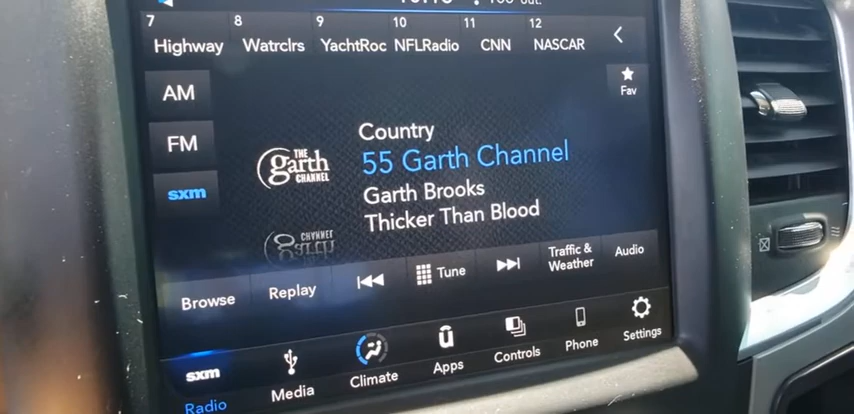 7 8 9 10 11 12
Highway Watrclrs YachtRoc NFLRadio CNN NASCAR
Fav
AM
FM
sxm
THE
garth
CHANNEL
Country
55 Garth Channel
Garth Brooks
Thicker Than Blood
Browse Replay Tune Traffic &
Weather Audio
sxm
Radio Media Climate Apps Controls Phone Settings